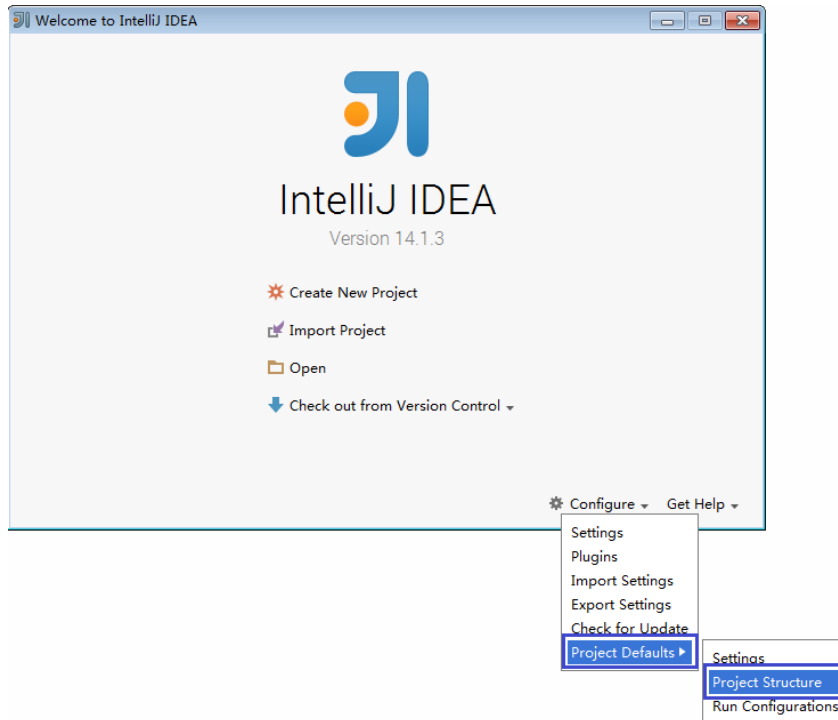 Welcome to IntelliJ IDEA
IntelliJ IDEA
Version 14.1.3
Create New Project
Import Project
Open
Check out from Version Control
Configure
Get Help
Settings
Plugins
Import Settings
Export Settings
Check for Update
Project Defaults
Settings
Project Structure
Run Configurations